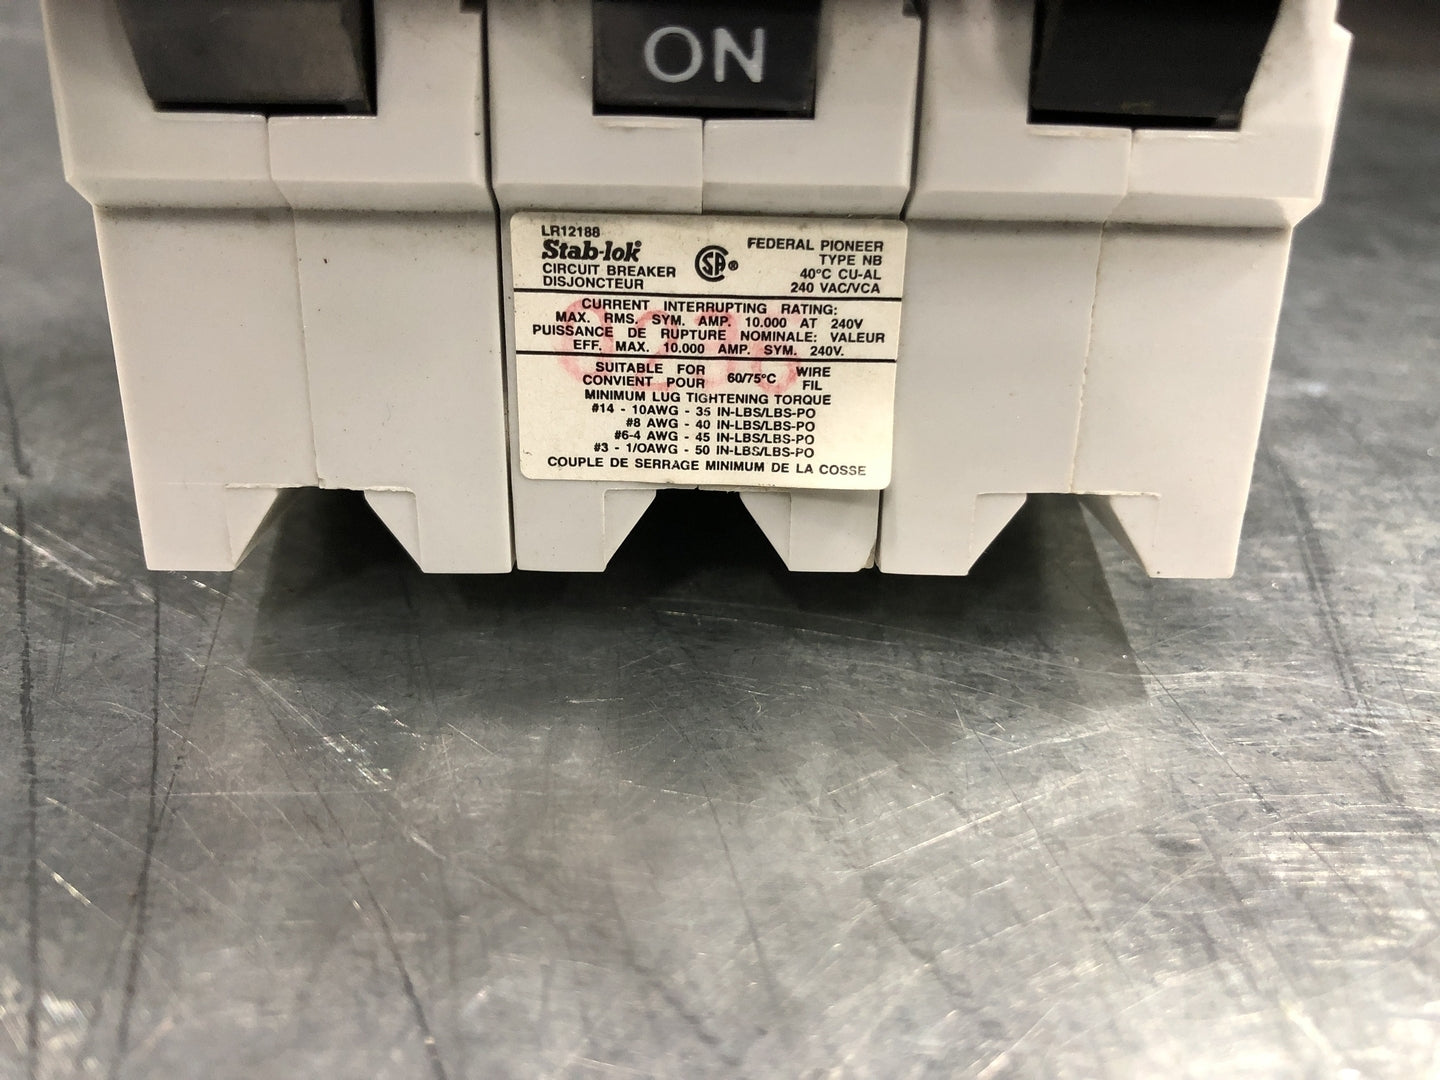 ON
LR12188
Stab-lok®
CIRCUIT BREAKER
DISJONCTEUR
CSA®
FEDERAL PIONEER
TYPE NB
40°C CU-AL
240 VAC/VCA
CURRENT INTERRUPTING RATING:
MAX. RMS. SYM. AMP. 10.000 AT 240V
PUISSANCE DE RUPTURE NOMINALE: VALEUR
EFF. MAX. 10.000 AMP. SYM. 240V.
SUITABLE FOR 60/75°C WIRE
CONVIENT POUR FIL
MINIMUM LUG TIGHTENING TORQUE
#14 - 10AWG - 35 IN-LBS/LBS-PO
#8 AWG - 40 IN-LBS/LBS-PO
#6-4 AWG - 45 IN-LBS/LBS-PO
#3 - 1/OAWG - 50 IN-LBS/LBS-PO
COUPLE DE SERRAGE MINIMUM DE LA COSSE